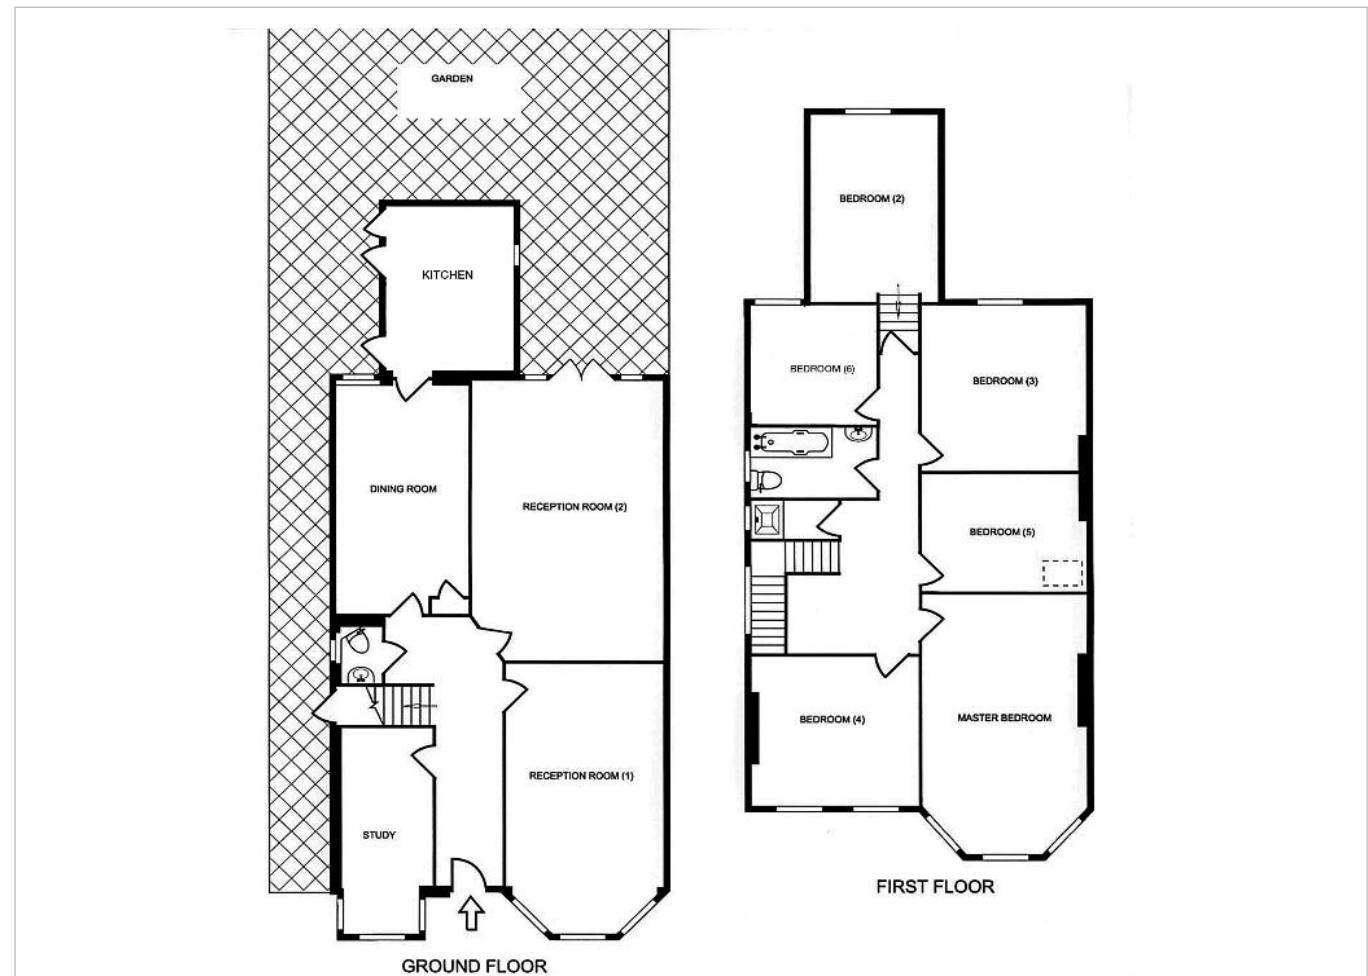 GARDEN
KITCHEN
DINING ROOM
RECEPTION ROOM (2)
RECEPTION ROOM (1)
STUDY
GROUND FLOOR
BEDROOM (2)
BEDROOM (6)
BEDROOM (3)
BEDROOM (5)
BEDROOM (4)
MASTER BEDROOM
FIRST FLOOR